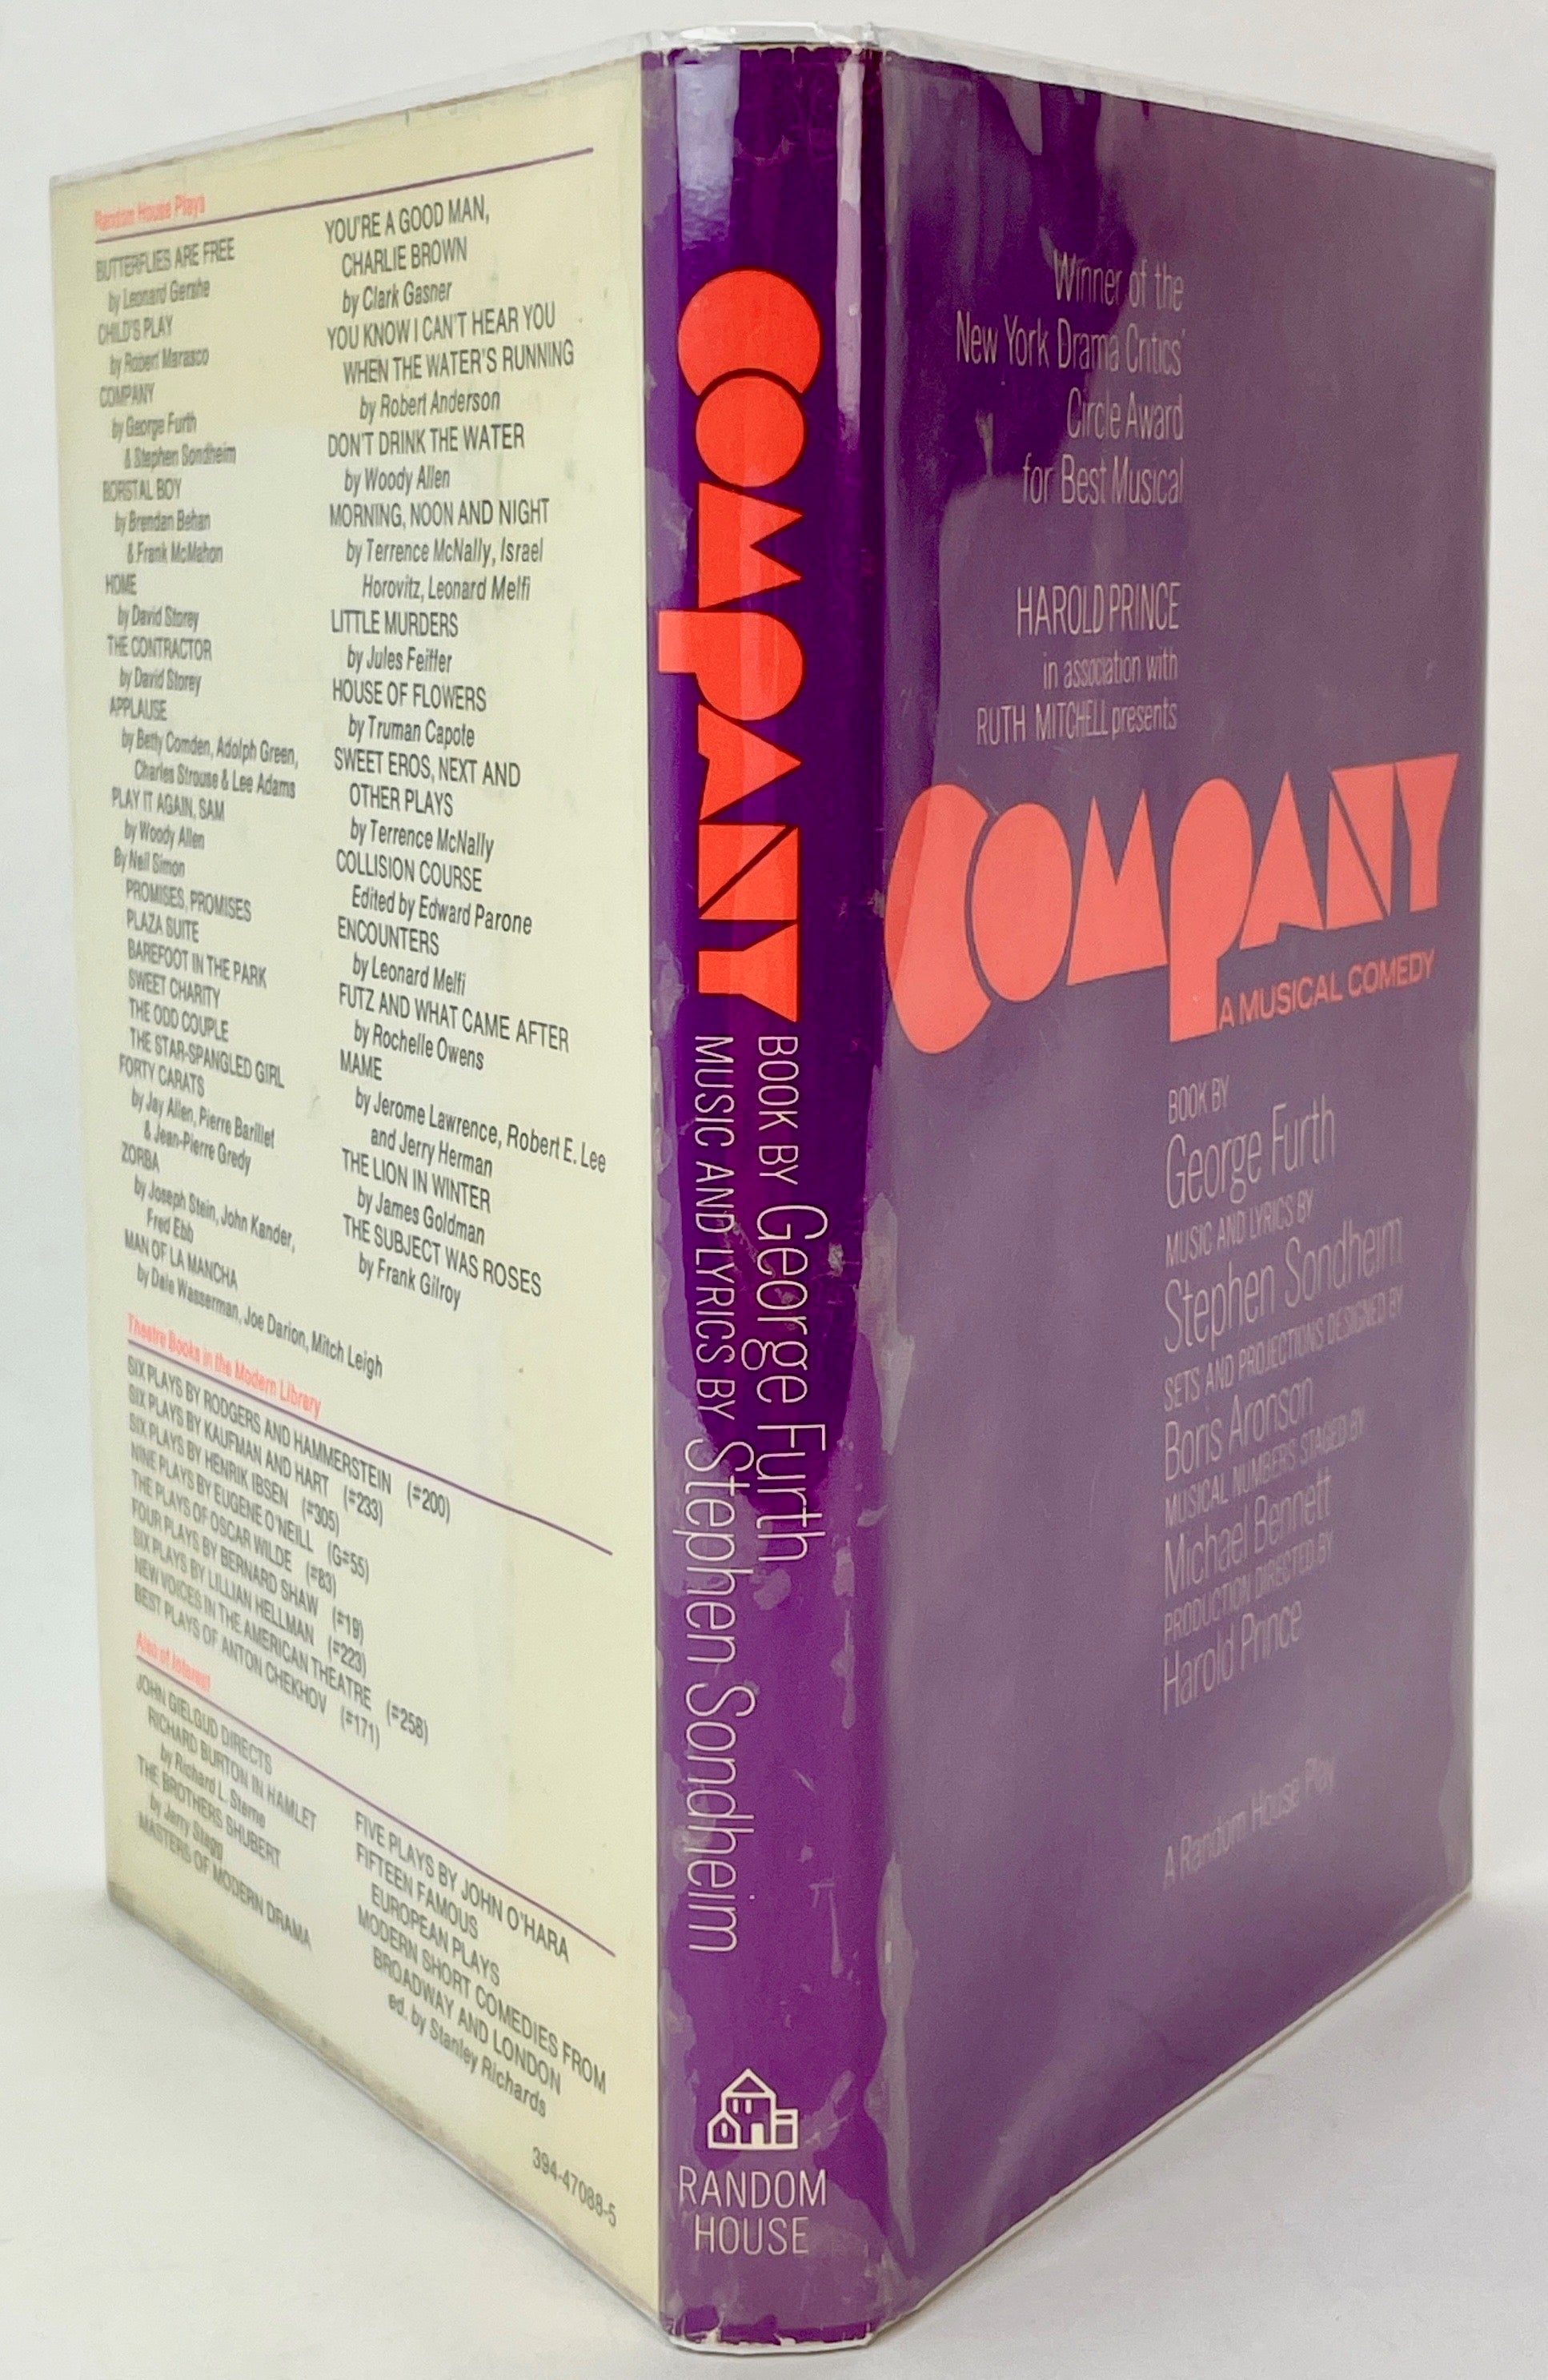 Random House Plays
BUTTERFLIES ARE FREE
by Leonard Gershe
CHILD'S PLAY
by Robert Marasco
COMPANY
by George Furth
& Stephen Sondheim
BORSTAL BOY
by Brendan Behan
& Frank McMahon
HOME
by David Storey
THE CONTRACTOR
by David Storey
APPLAUSE
by Betty Comden, Adolph Green,
Charles Strouse & Lee Adams
PLAY IT AGAIN, SAM
by Woody Allen
By Neil Simon
PROMISES, PROMISES
PLAZA SUITE
BAREFOOT IN THE PARK
SWEET CHARITY
THE ODD COUPLE
THE STAR-SPANGLED GIRL
FORTY CARATS
by Jay Allen, Pierre Barillet
& Jean-Pierre Gredy
ZORBA
by Joseph Stein, John Kander,
Fred Ebb
MAN OF LA MANCHA
by Dale Wasserman, Joe Darion, Mitch Leigh
YOU'RE A GOOD MAN,
CHARLIE BROWN
by Clark Gasner
YOU KNOW I CAN'T HEAR YOU
WHEN THE WATER'S RUNNING
by Robert Anderson
DON'T DRINK THE WATER
by Woody Allen
MORNING, NOON AND NIGHT
by Terrence McNally, Israel
Horovitz, Leonard Melfi
LITTLE MURDERS
by Jules Feiffer
HOUSE OF FLOWERS
by Truman Capote
SWEET EROS, NEXT AND
OTHER PLAYS
by Terrence McNally
COLLISION COURSE
Edited by Edward Parone
ENCOUNTERS
by Leonard Melfi
FUTZ AND WHAT CAME AFTER
by Rochelle Owens
MAME
by Jerome Lawrence, Robert E. Lee
and Jerry Herman
THE LION IN WINTER
by James Goldman
THE SUBJECT WAS ROSES
by Frank Gilroy
Theatre Books in the Modern Library
SIX PLAYS BY RODGERS AND HAMMERSTEIN (#200)
SIX PLAYS BY KAUFMAN AND HART (#233)
SIX PLAYS BY HENRIK IBSEN (#305)
NINE PLAYS BY EUGENE O'NEILL (G#55)
THE PLAYS OF OSCAR WILDE (#83)
FOUR PLAYS BY BERNARD SHAW (#19)
SIX PLAYS BY LILLIAN HELLMAN (#223)
NEW VOICES IN THE AMERICAN THEATRE (#258)
BEST PLAYS OF ANTON CHEKHOV (#171)
Also of Interest
JOHN GIELGUD DIRECTS
RICHARD BURTON IN HAMLET
by Richard L. Sterne
THE BROTHERS SHUBERT
by Jerry Stagg
MASTERS OF MODERN DRAMA
FIVE PLAYS BY JOHN O'HARA
FIFTEEN FAMOUS
EUROPEAN PLAYS
MODERN SHORT COMEDIES FROM
BROADWAY AND LONDON
ed. by Stanley Richards
394-47088-5
COMPANY
BOOK BY George Furth
MUSIC AND LYRICS BY Stephen Sondheim
RANDOM
HOUSE
Winner of the
New York Drama Critics'
Circle Award
for Best Musical
HAROLD PRINCE
in association with
RUTH MITCHELL presents
COMPANY
A MUSICAL COMEDY
BOOK BY
George Furth
MUSIC AND LYRICS BY
Stephen Sondheim
SETS AND PROJECTIONS DESIGNED BY
Boris Aronson
MUSICAL NUMBERS STAGED BY
Michael Bennett
PRODUCTION DIRECTED BY
Harold Prince
A Random House Play